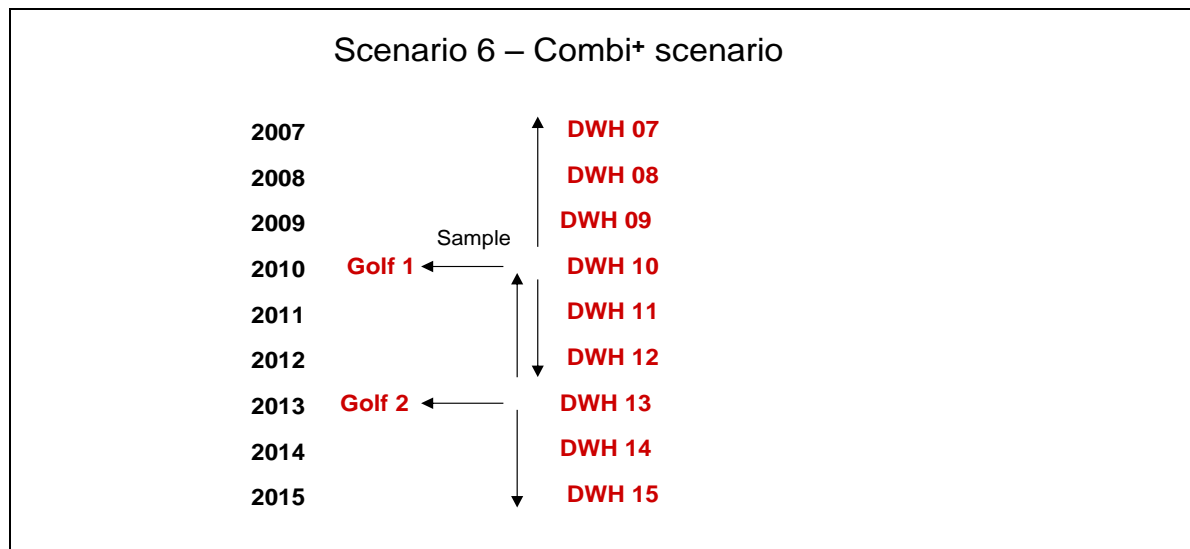 Scenario 6 – Combi⁺ scenario
2007 DWH 07
2008 DWH 08
2009 DWH 09
Sample
2010 Golf 1 DWH 10
2011 DWH 11
2012 DWH 12
2013 Golf 2 DWH 13
2014 DWH 14
2015 DWH 15